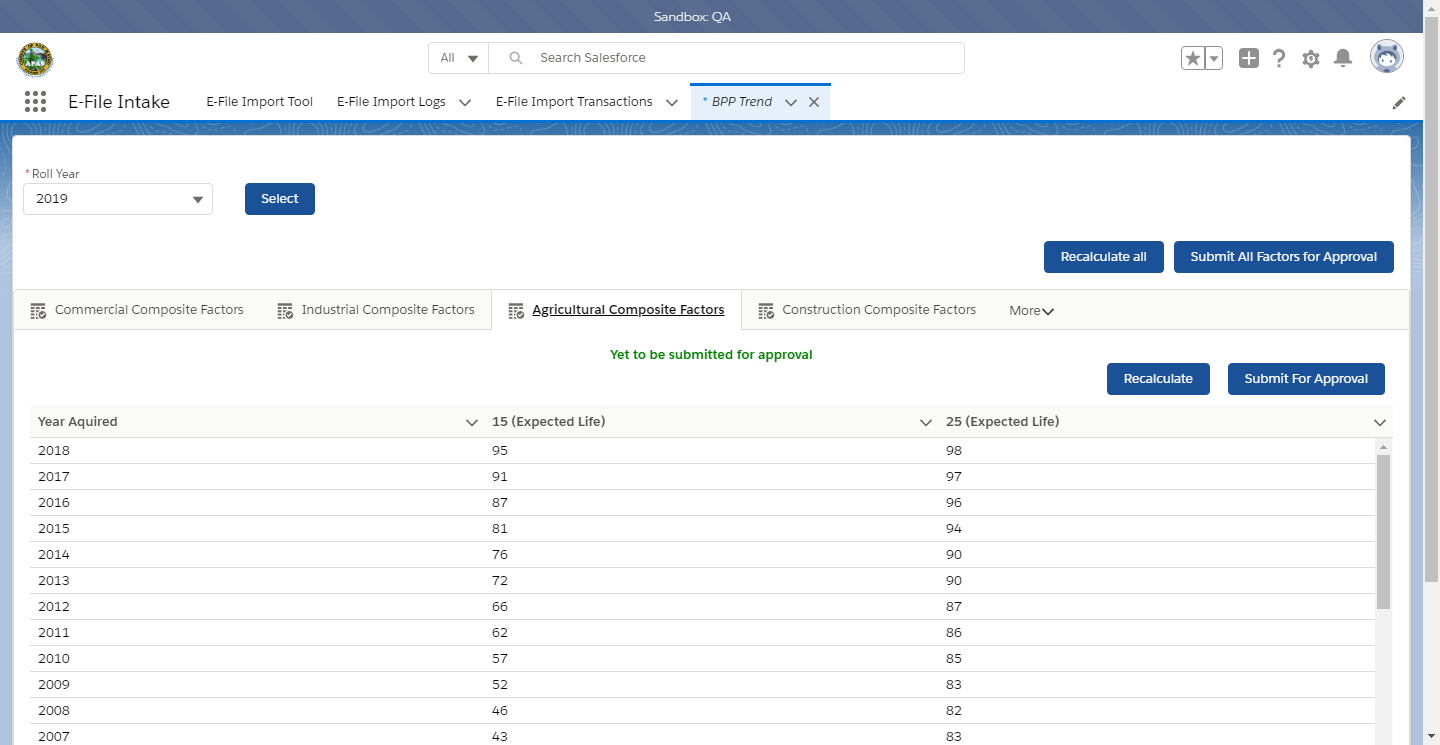 Sandbox: QA
APAS
All Search Salesforce
E-File Intake E-File Import Tool E-File Import Logs E-File Import Transactions * BPP Trend
* Roll Year
2019 Select
Recalculate all Submit All Factors for Approval
Commercial Composite Factors Industrial Composite Factors Agricultural Composite Factors Construction Composite Factors More
Yet to be submitted for approval
Recalculate Submit For Approval
Year Aquired 15 (Expected Life) 25 (Expected Life)
2018 95 98
2017 91 97
2016 87 96
2015 81 94
2014 76 90
2013 72 90
2012 66 87
2011 62 86
2010 57 85
2009 52 83
2008 46 82
2007 43 83